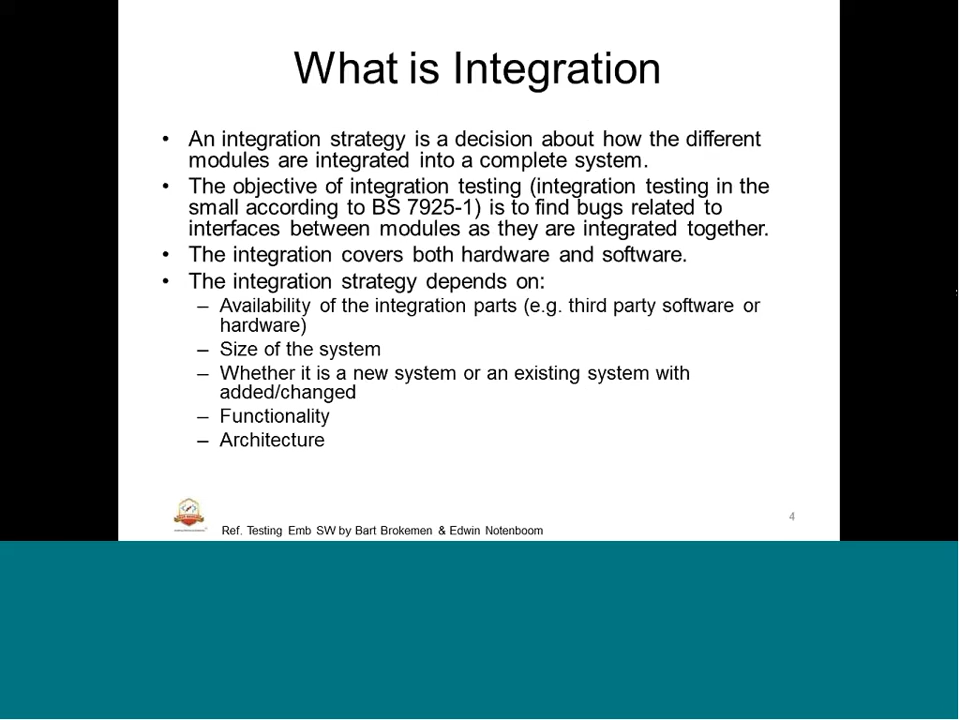 What is Integration
• An integration strategy is a decision about how the different
modules are integrated into a complete system.
• The objective of integration testing (integration testing in the
small according to BS 7925-1) is to find bugs related to
interfaces between modules as they are integrated together.
• The integration covers both hardware and software.
• The integration strategy depends on:
– Availability of the integration parts (e.g. third party software or
hardware)
– Size of the system
– Whether it is a new system or an existing system with
added/changed
– Functionality
– Architecture
4
Ref. Testing Emb SW by Bart Brokemen & Edwin Notenboom